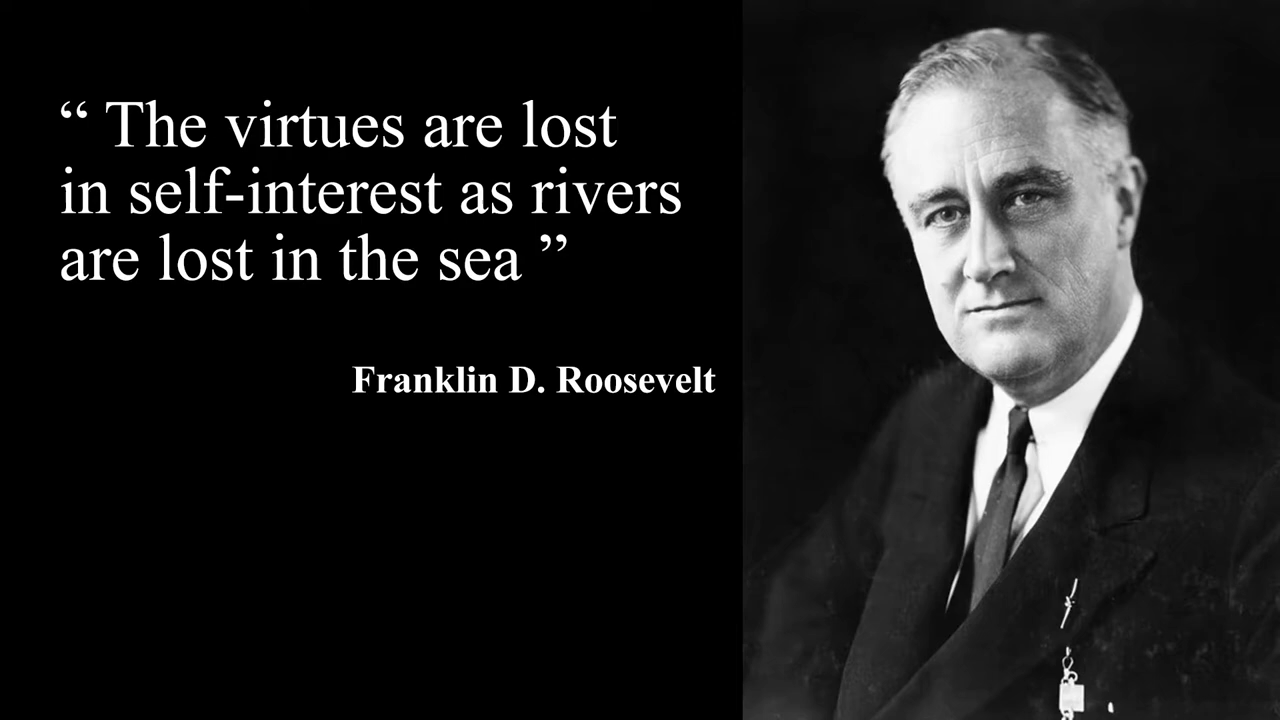 “ The virtues are lost
in self-interest as rivers
are lost in the sea ”
Franklin D. Roosevelt